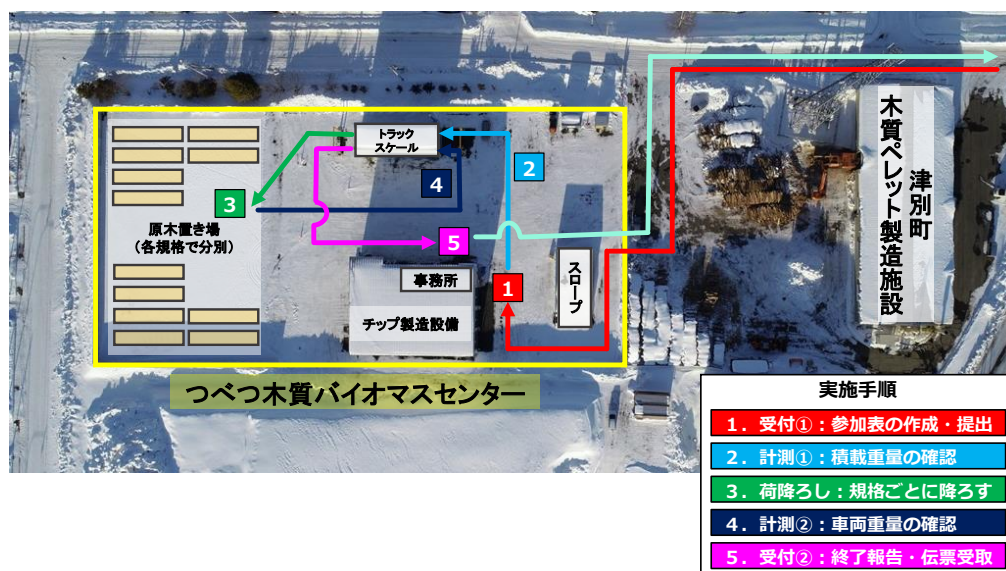 トラック
スケール
2
4
3
原木置き場
(各規格で分別)
5
事務所
1
チップ製造設備
スロープ
津別町
木質ペレット製造施設
つべつ木質バイオマスセンター
実施手順
1．受付①：参加表の作成・提出
2．計測①：積載重量の確認
3．荷降ろし：規格ごとに降ろす
4．計測②：車両重量の確認
5．受付②：終了報告・伝票受取